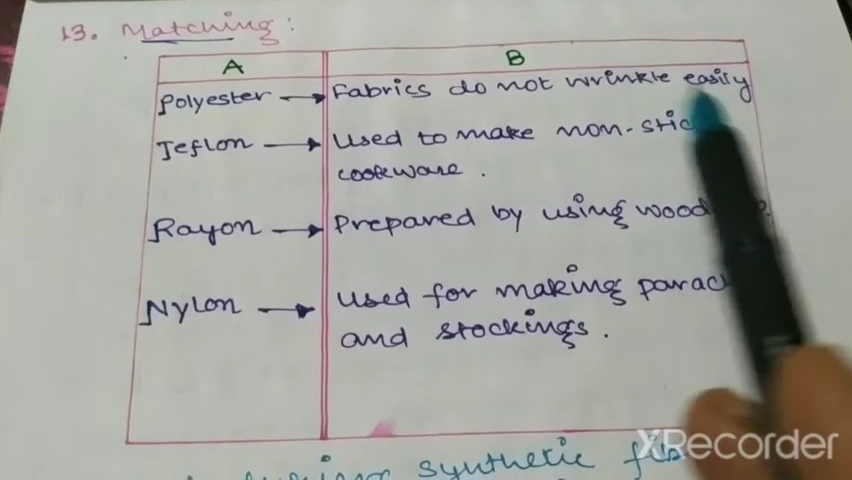 13. Matching:
A B
Polyester → Fabrics do not wrinkle easily
Teflon → Used to make non-stic
cookware.
Rayon → Prepared by using wood
Nylon → Used for making parac
and stockings.
synthetic fib
XRecorder